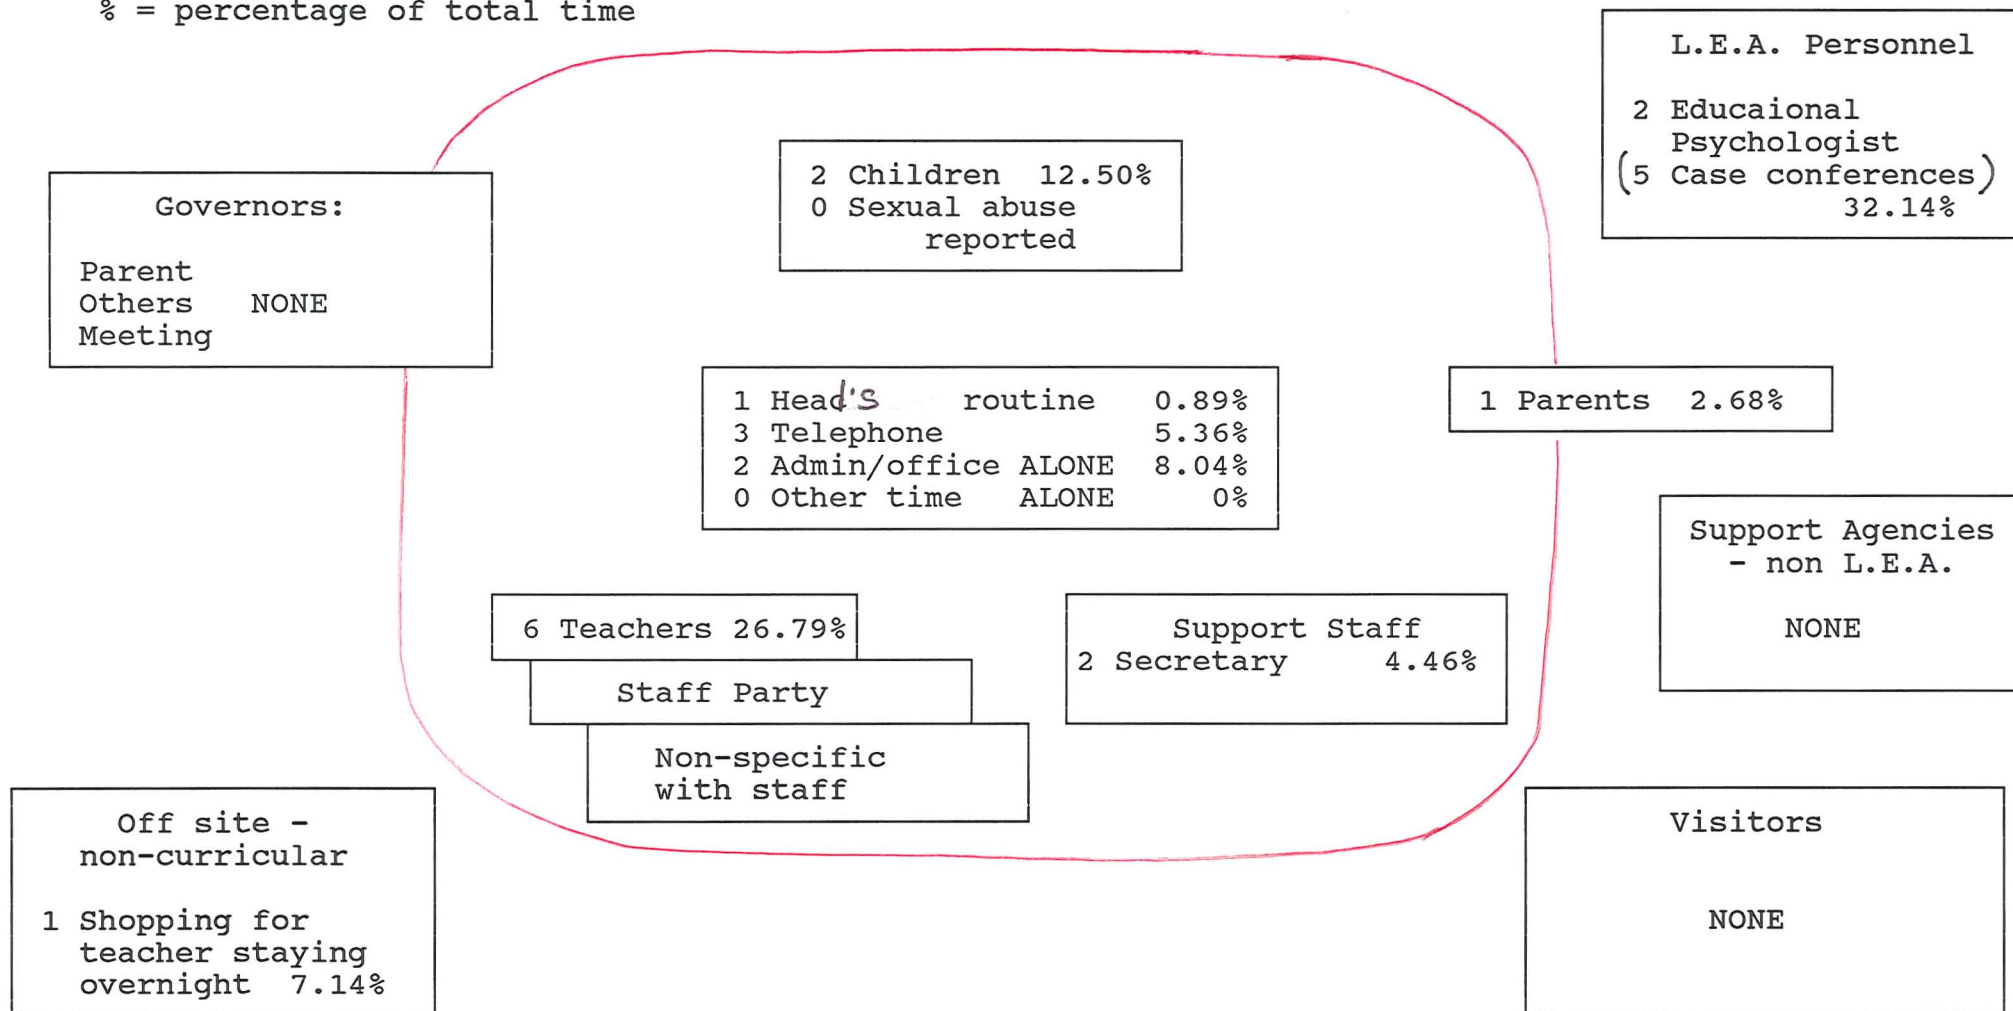 % = percentage of total time
L.E.A. Personnel
2 Educaional
Psychologist
(5 Case conferences)
32.14%
2 Children 12.50%
0 Sexual abuse
reported
Governors:
Parent
Others NONE
Meeting
1 Head's routine 0.89%
3 Telephone 5.36%
2 Admin/office ALONE 8.04%
0 Other time ALONE 0%
1 Parents 2.68%
Support Agencies
- non L.E.A.
NONE
6 Teachers 26.79%
Staff Party
Non-specific
with staff
Support Staff
2 Secretary 4.46%
Off site -
non-curricular
1 Shopping for
teacher staying
overnight 7.14%
Visitors
NONE